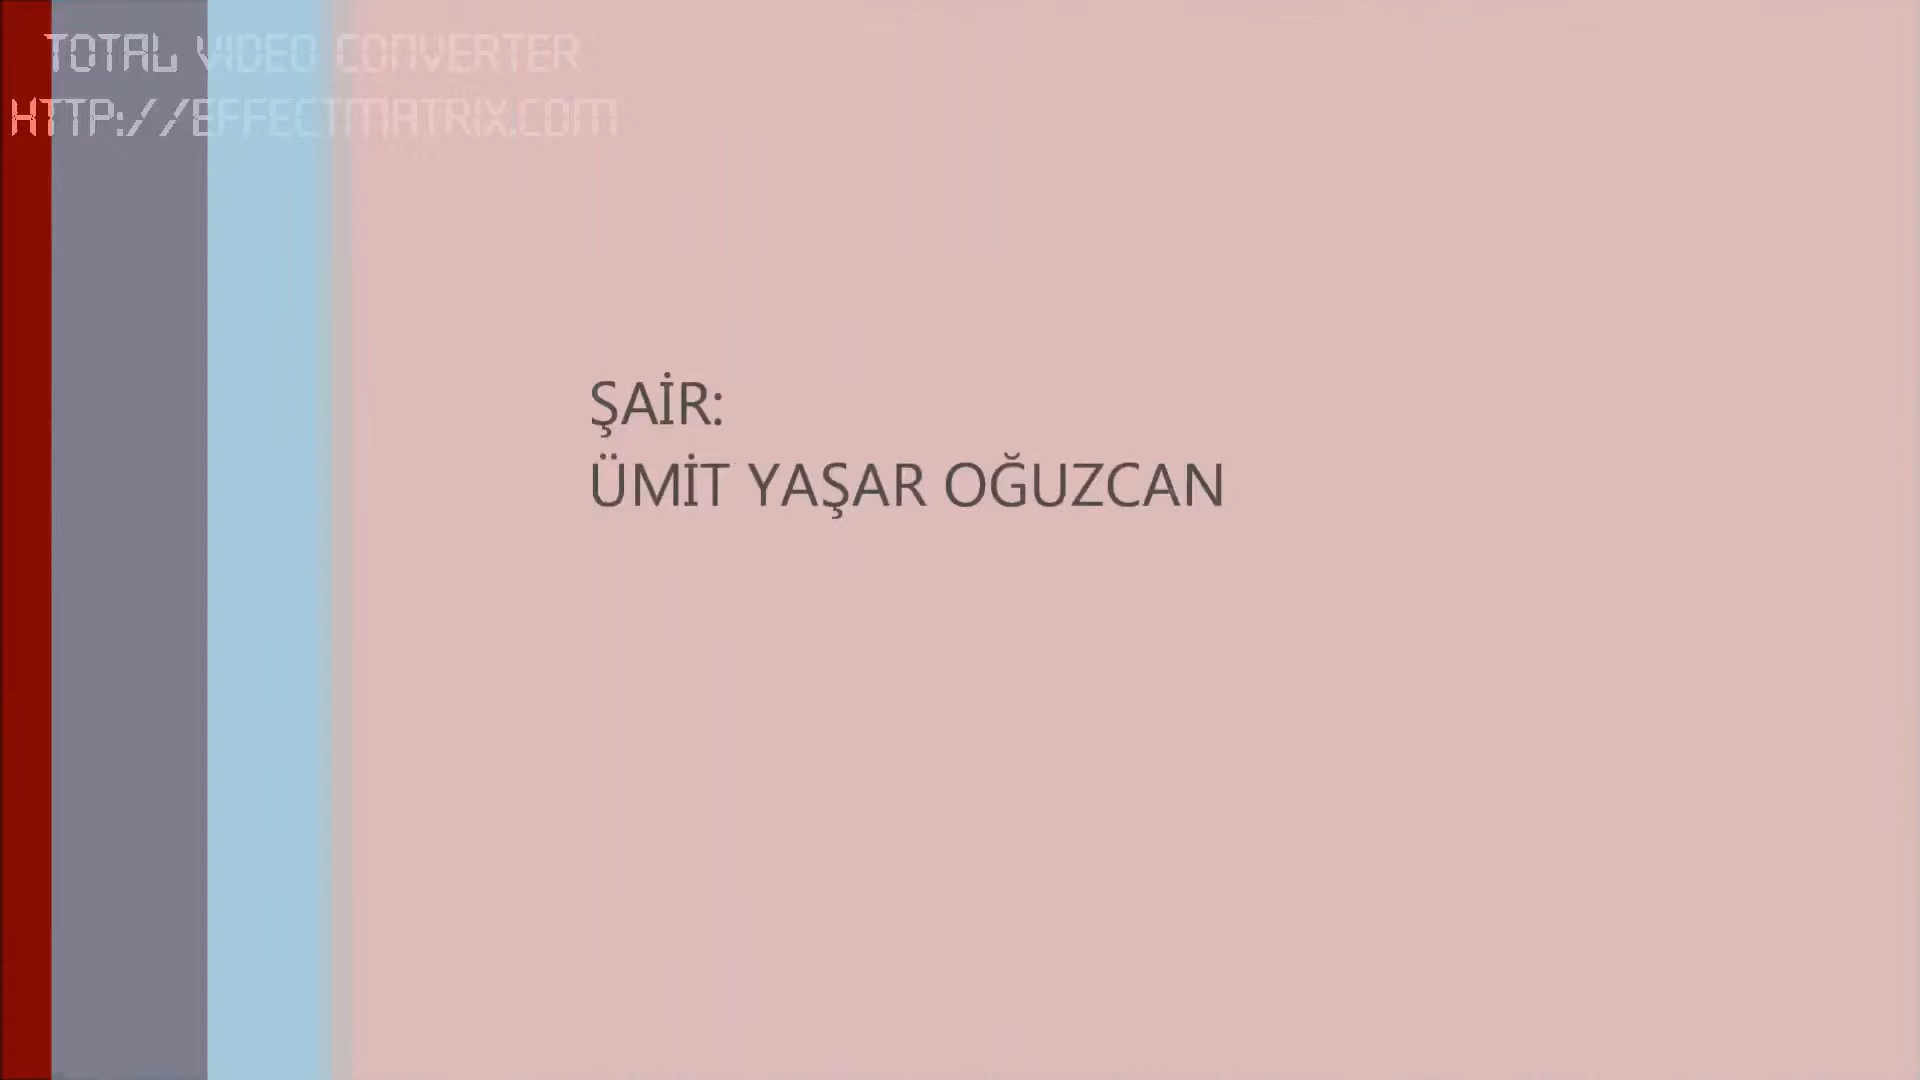 TOTAL VIDEO CONVERTER
HTTP://EFFECTMATRIX.COM
ŞAİR:
ÜMİT YAŞAR OĞUZCAN